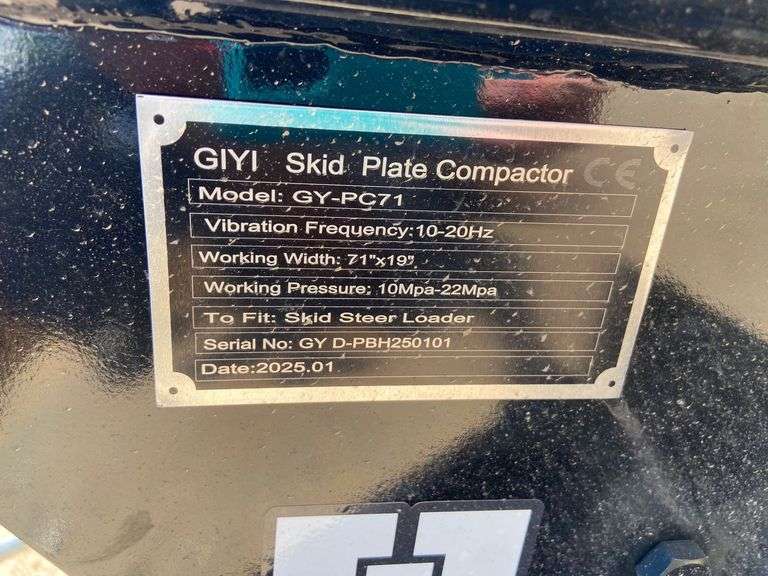 GIYI Skid Plate Compactor CE
Model: GY-PC71
Vibration Frequency:10-20Hz
Working Width: 71"x19"
Working Pressure: 10Mpa-22Mpa
To Fit: Skid Steer Loader
Serial No: GY D-PBH250101
Date:2025.01